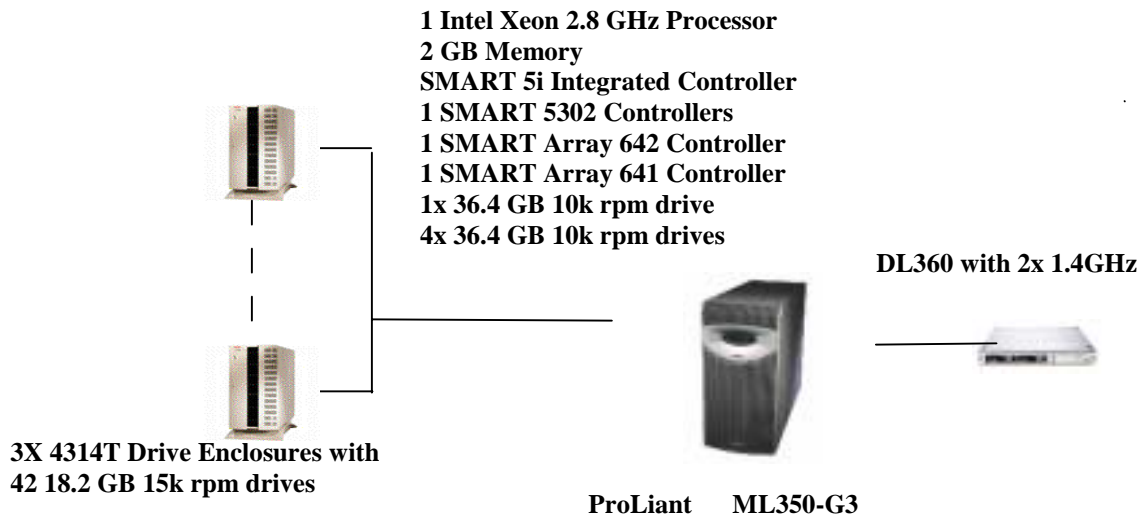 1 Intel Xeon 2.8 GHz Processor
2 GB Memory
SMART 5i Integrated Controller
1 SMART 5302 Controllers
1 SMART Array 642 Controller
1 SMART Array 641 Controller
1x 36.4 GB 10k rpm drive
4x 36.4 GB 10k rpm drives
DL360 with 2x 1.4GHz
3X 4314T Drive Enclosures with
42 18.2 GB 15k rpm drives
ProLiant ML350-G3